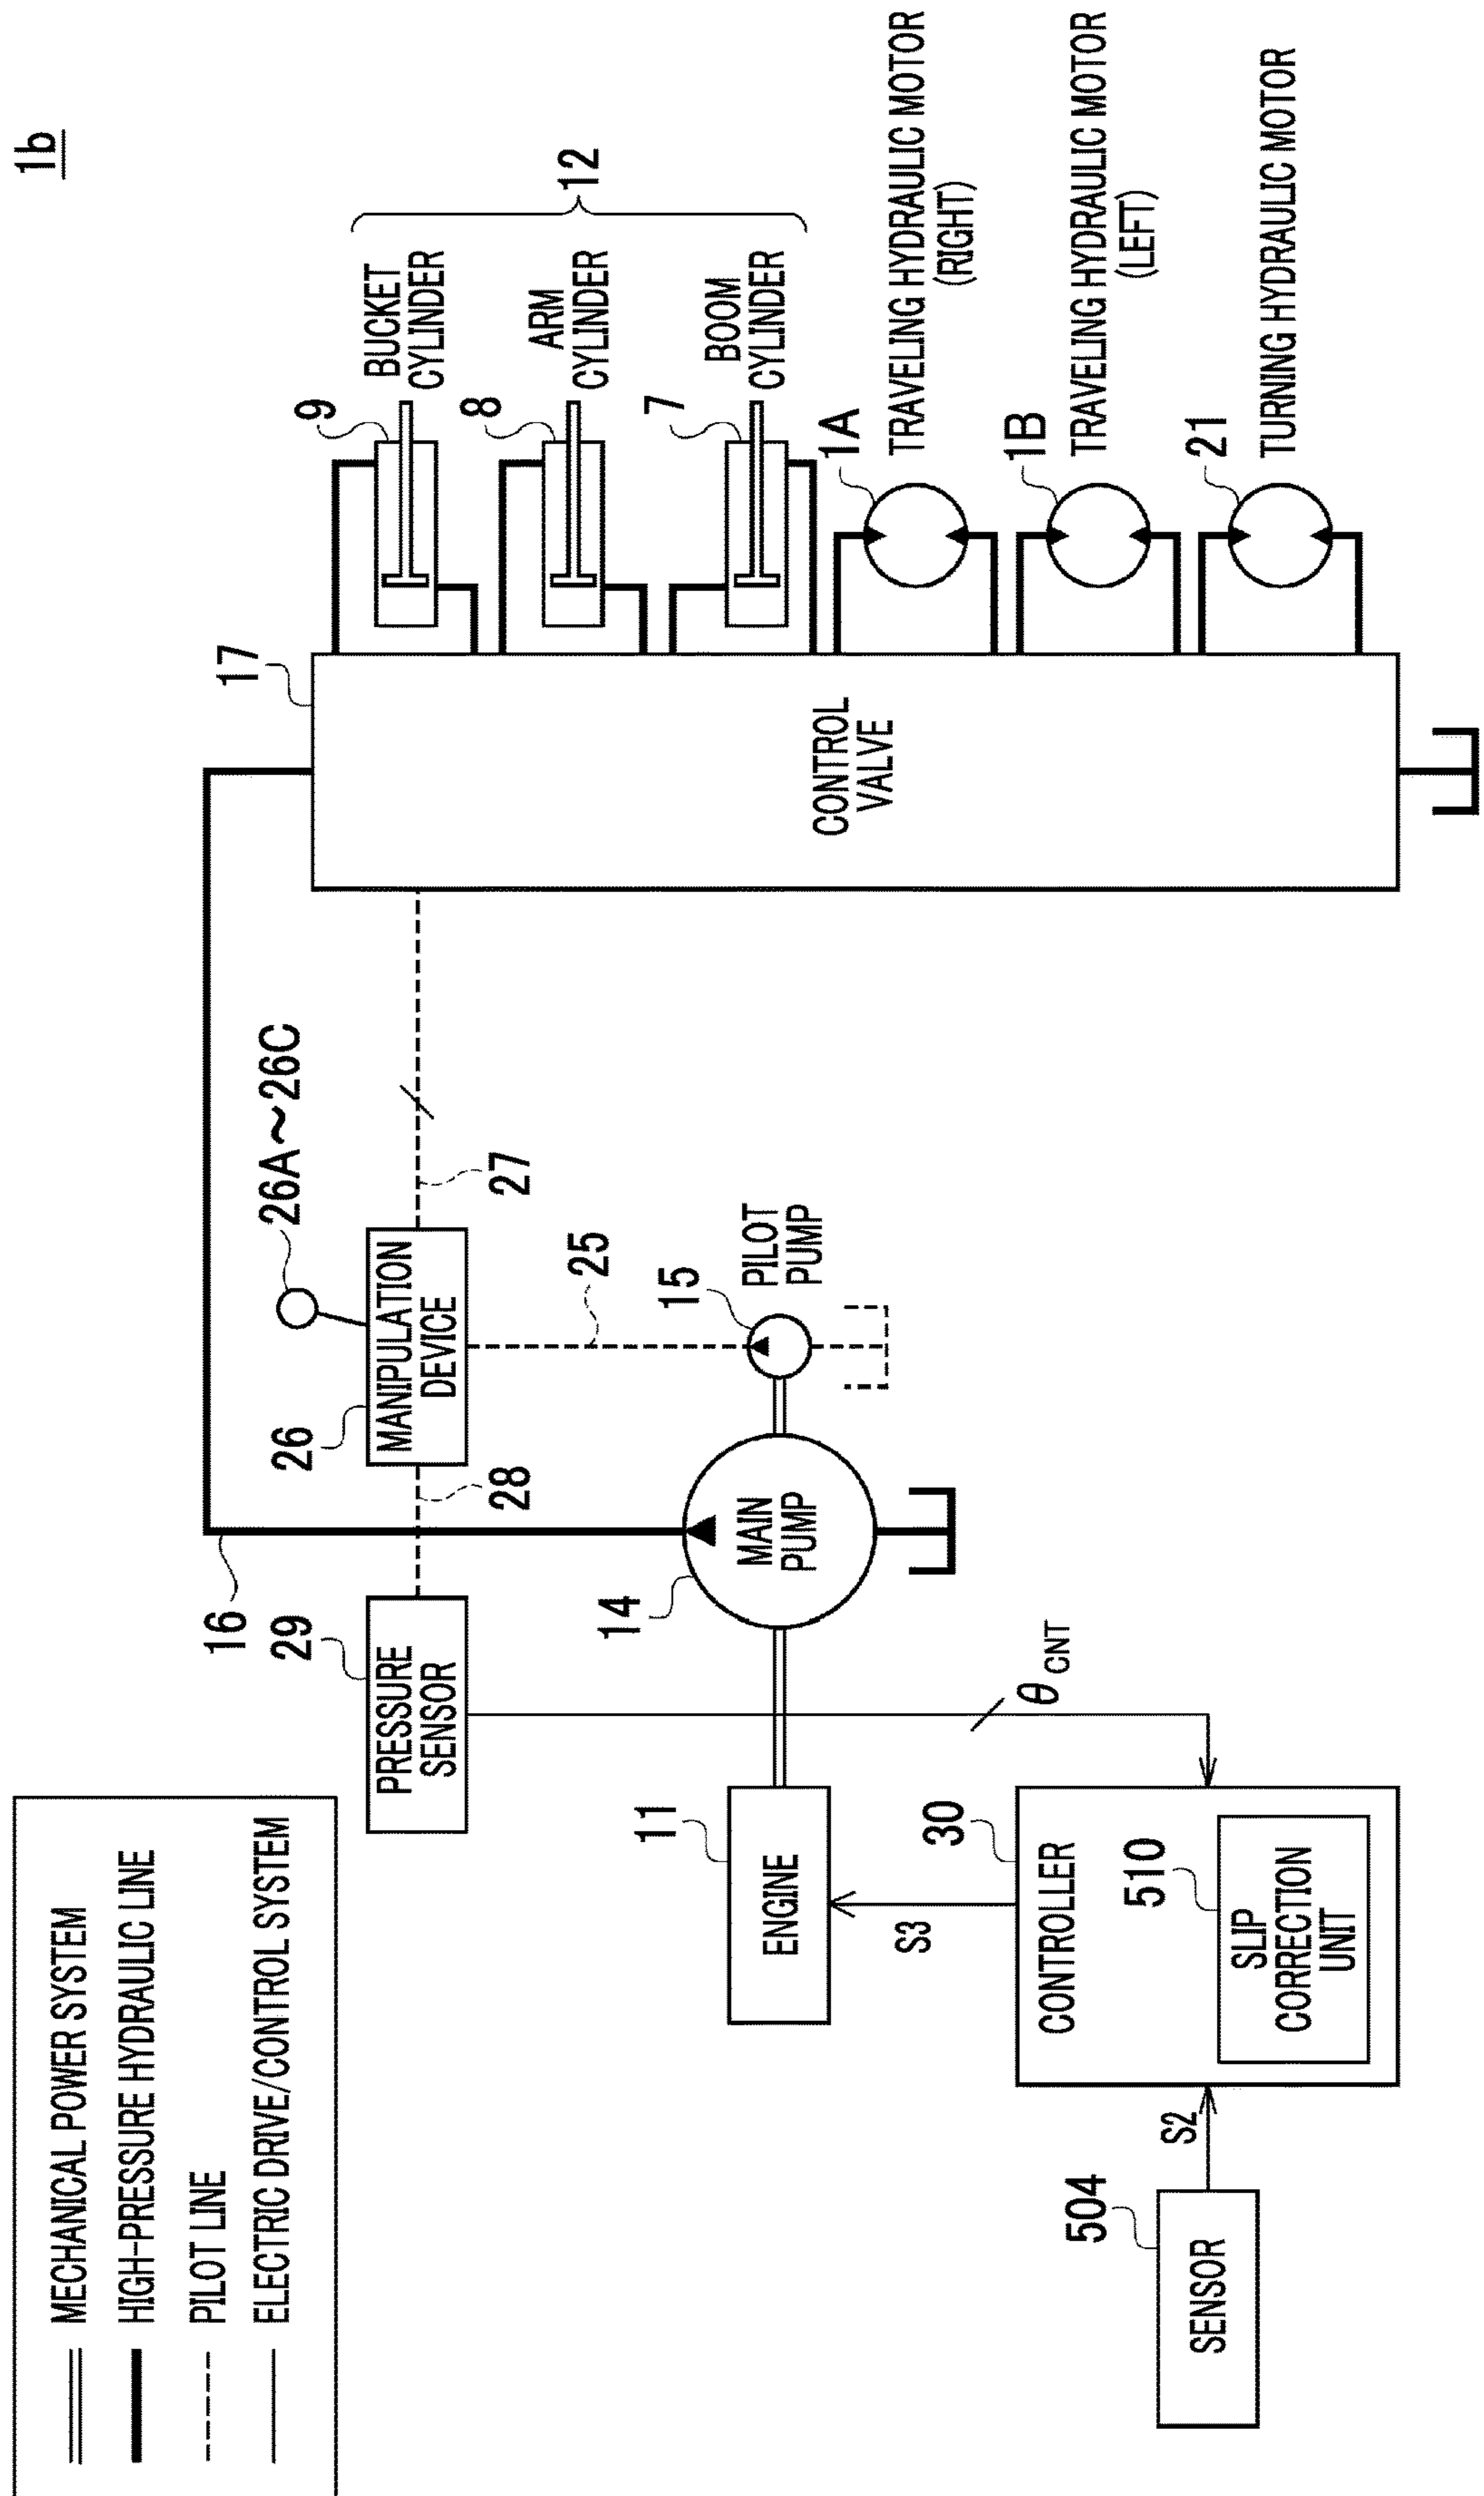 1b
MECHANICAL POWER SYSTEM
HIGH-PRESSURE HYDRAULIC LINE
PILOT LINE
ELECTRIC DRIVE/CONTROL SYSTEM
16
29
PRESSURE
SENSOR
28
26
MANIPULATION
DEVICE
26A~26C
27
25
17
CONTROL
VALVE
9
BUCKET
CYLINDER
8
ARM
CYLINDER
7
BOOM
CYLINDER
12
1A
TRAVELING HYDRAULIC MOTOR
(RIGHT)
1B
TRAVELING HYDRAULIC MOTOR
(LEFT)
21
TURNING HYDRAULIC MOTOR
11
ENGINE
14
MAIN
PUMP
15
PILOT
PUMP
S3
θCNT
30
CONTROLLER
510
SLIP
CORRECTION
UNIT
S2
504
SENSOR